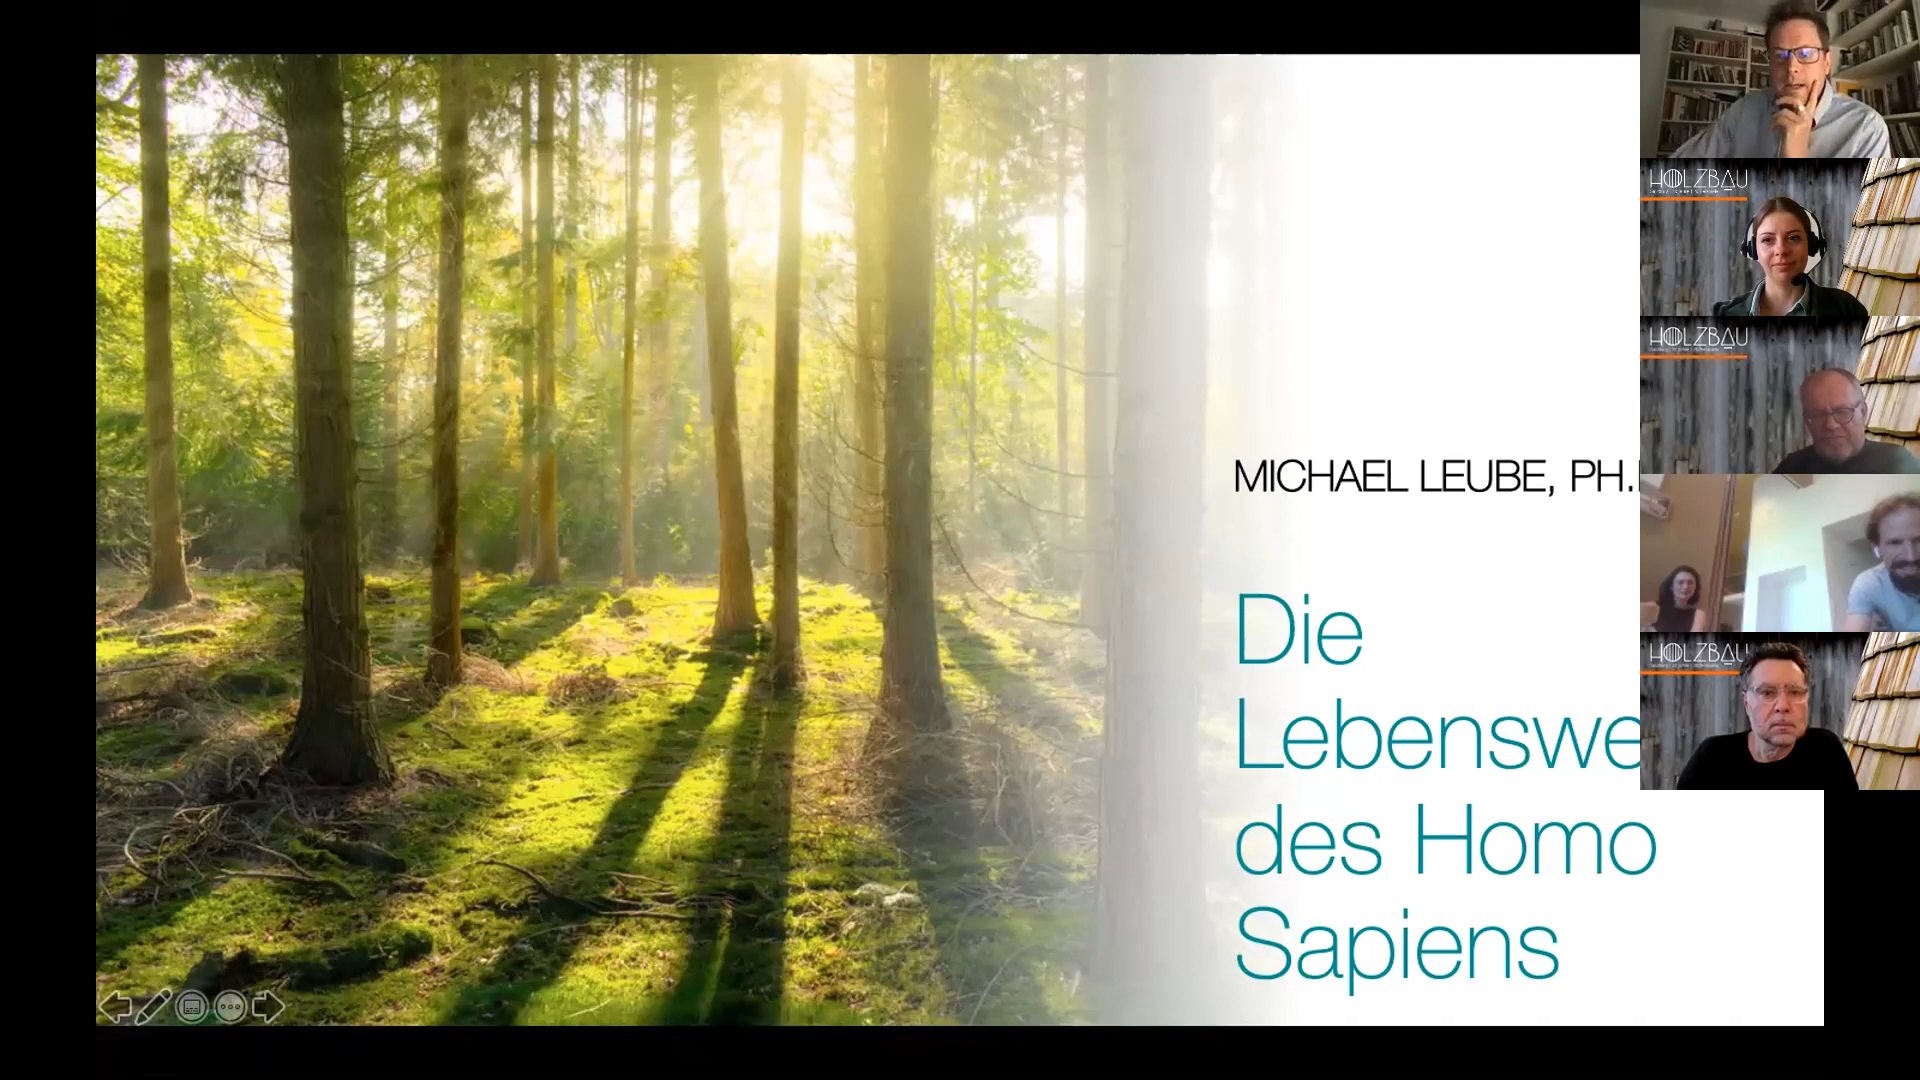 MICHAEL LEUBE, PH.
Die
Lebenswe
des Homo
Sapiens
HOLZBAU
HOLZBAU
HOLZBAU